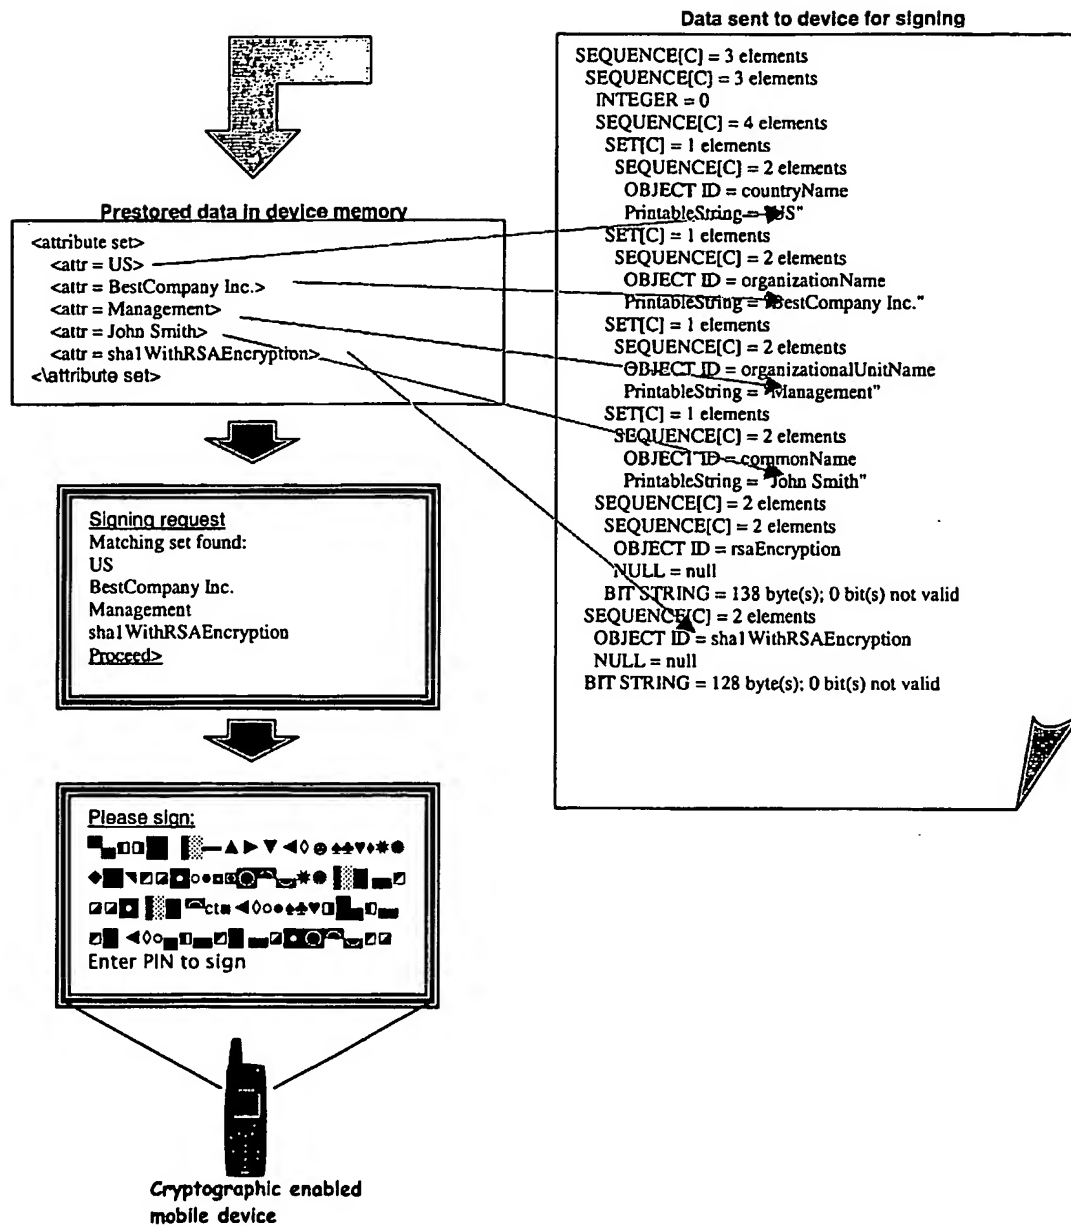 Data sent to device for signing
SEQUENCE[C] = 3 elements
SEQUENCE[C] = 3 elements
INTEGER = 0
SEQUENCE[C] = 4 elements
SET[C] = 1 elements
SEQUENCE[C] = 2 elements
OBJECT ID = countryName
PrintableString = "US"
SET[C] = 1 elements
SEQUENCE[C] = 2 elements
OBJECT ID = organizationName
PrintableString = "BestCompany Inc."
SET[C] = 1 elements
SEQUENCE[C] = 2 elements
OBJECT ID = organizationalUnitName
PrintableString = "Management"
SET[C] = 1 elements
SEQUENCE[C] = 2 elements
OBJECT ID = commonName
PrintableString = "John Smith"
SEQUENCE[C] = 2 elements
SEQUENCE[C] = 2 elements
OBJECT ID = rsaEncryption
NULL = null
BIT STRING = 138 byte(s); 0 bit(s) not valid
SEQUENCE[C] = 2 elements
OBJECT ID = sha1WithRSAEncryption
NULL = null
BIT STRING = 128 byte(s); 0 bit(s) not valid
Prestored data in device memory
<attribute set>
<attr = US>
<attr = BestCompany Inc.>
<attr = Management>
<attr = John Smith>
<attr = sha1WithRSAEncryption>
<\attribute set>
Signing request
Matching set found:
US
BestCompany Inc.
Management
sha1WithRSAEncryption
Proceed>
Please sign:
Enter PIN to sign
Cryptographic enabled
mobile device